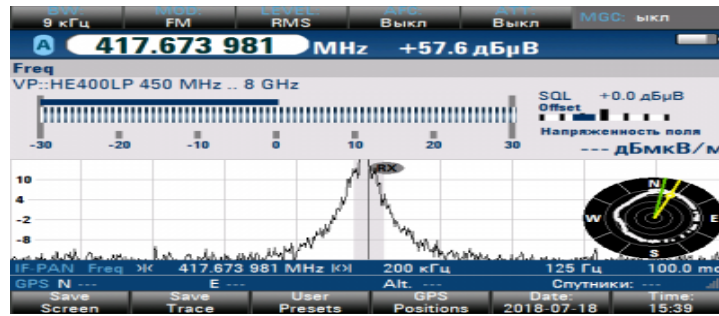 BW: MOD: LEVEL: AFC: ATT: MGC: ыкл
9 кГц FM RMS Выкл Выкл
A 417.673 981 MHz +57.6 дБµВ
Freq
VP::HE400LP 450 MHz .. 8 GHz
SQL +0.0 дБµВ
Offset
Напряженность поля
--- дБмкВ/м
-30 -20 -10 0 10 20 30
RX
10
4
-2
-8
N
W E
S
IF-PAN Freq 417.673 981 MHz 200 кГц 125 Гц 100.0 mс
GPS N --- E --- Alt. --- Спутники: ---
Save Save User GPS Date: Time:
Screen Trace Presets Positions 2018-07-18 15:39